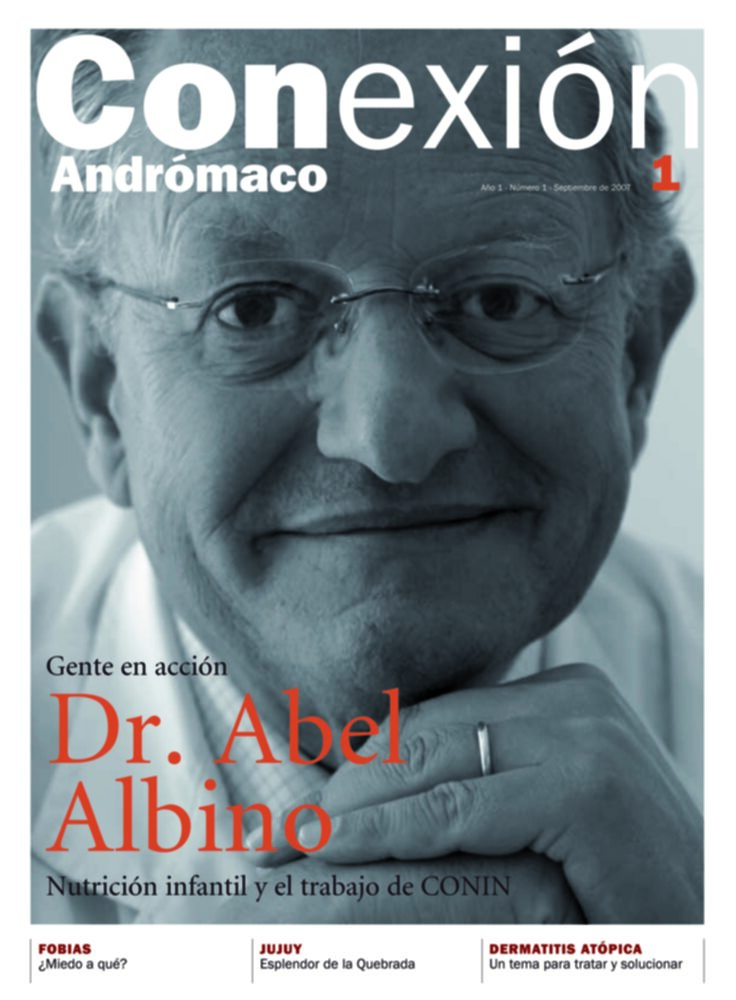 Conexión
Andrómaco
Año 1 - Número 1 - Septiembre de 2007
1
Gente en acción
Dr. Abel
Albino
Nutrición infantil y el trabajo de CONIN
FOBIAS
¿Miedo a qué?
JUJUY
Esplendor de la Quebrada
DERMATITIS ATÓPICA
Un tema para tratar y solucionar